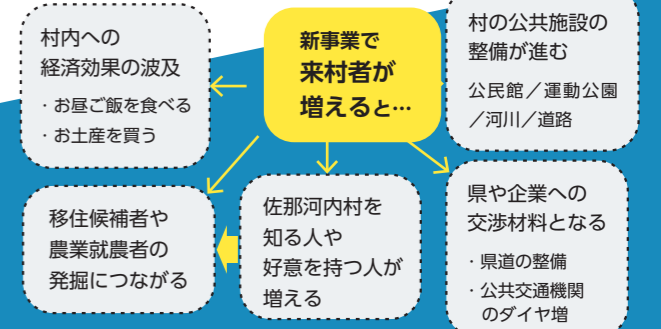 村内への
経済効果の波及
・お昼ご飯を食べる
・お土産を買う
新事業で
来村者が
増えると…
村の公共施設の
整備が進む
公民館／運動公園
／河川／道路
移住候補者や
農業就農者の
発掘につながる
佐那河内村を
知る人や
好意を持つ人が
増える
県や企業への
交渉材料となる
・県道の整備
・公共交通機関
のダイヤ増